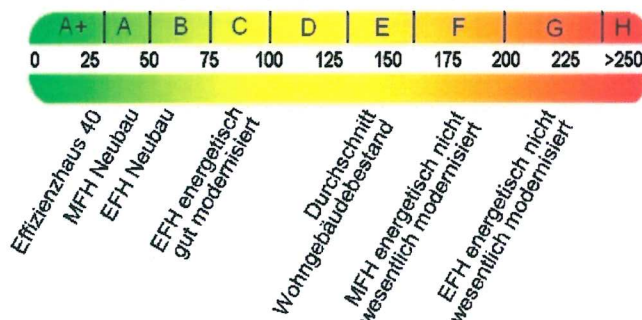 A+ A B C D E F G H
0 25 50 75 100 125 150 175 200 225 >250
Effizienzhaus 40
MFH Neubau
EFH Neubau
EFH energetisch
gut modernisiert
Durchschnitt
Wohngebäudebestand
MFH energetisch nicht
wesentlich modernisiert
EFH energetisch nicht
wesentlich modernisiert